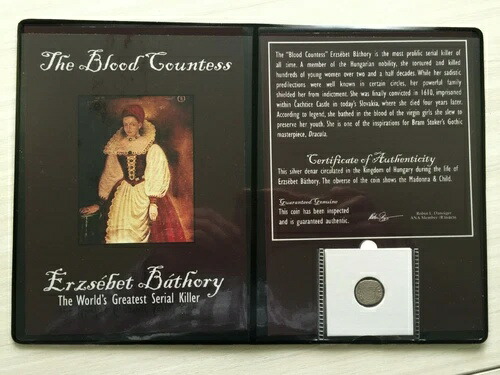 The Blood Countess
Erzsébet Báthory
The World's Greatest Serial Killer
The "Blood Countess" Erzsébet Báthory is the most prolific serial killer of
all time. A member of the Hungarian nobility, she tortured and killed
hundreds of young women over two and a half decades. While her sadistic
predilections were well known in certain circles, her powerful family
shielded her from indictment. She was finally convicted in 1610, imprisoned
within Čachtice Castle in today's Slovakia, where she died four years later.
According to legend, she bathed in the blood of the virgin girls she slew to
preserve her youth. She is one of the inspirations for Bram Stoker's Gothic
masterpiece, Dracula.
Certificate of Authenticity
This silver denar circulated in the Kingdom of Hungary during the life of
Erzsébet Báthory. The obverse of the coin shows the Madonna & Child.
Guaranteed Genuine
This coin has been inspected
and is guaranteed authentic.
ANA Member